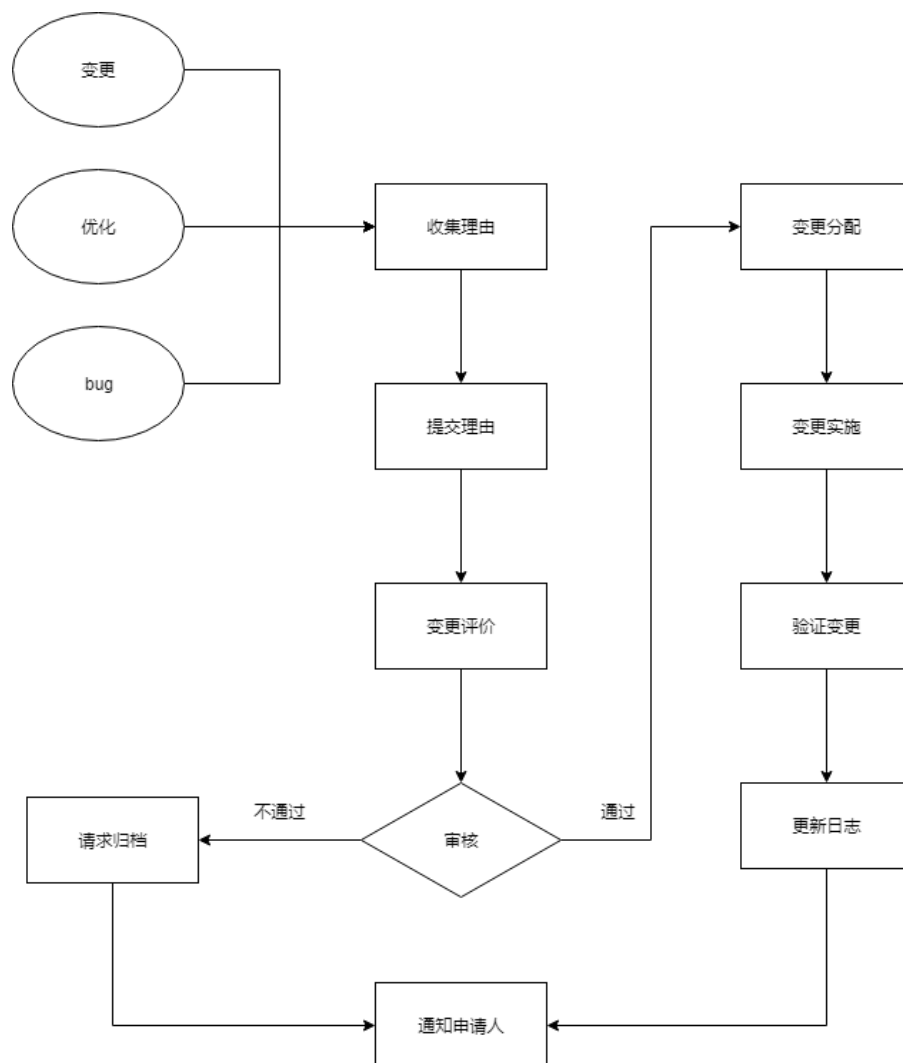 变更
优化
收集理由
变更分配
bug
提交理由
变更实施
变更评价
验证变更
不通过
通过
请求归档
审核
更新日志
通知申请人